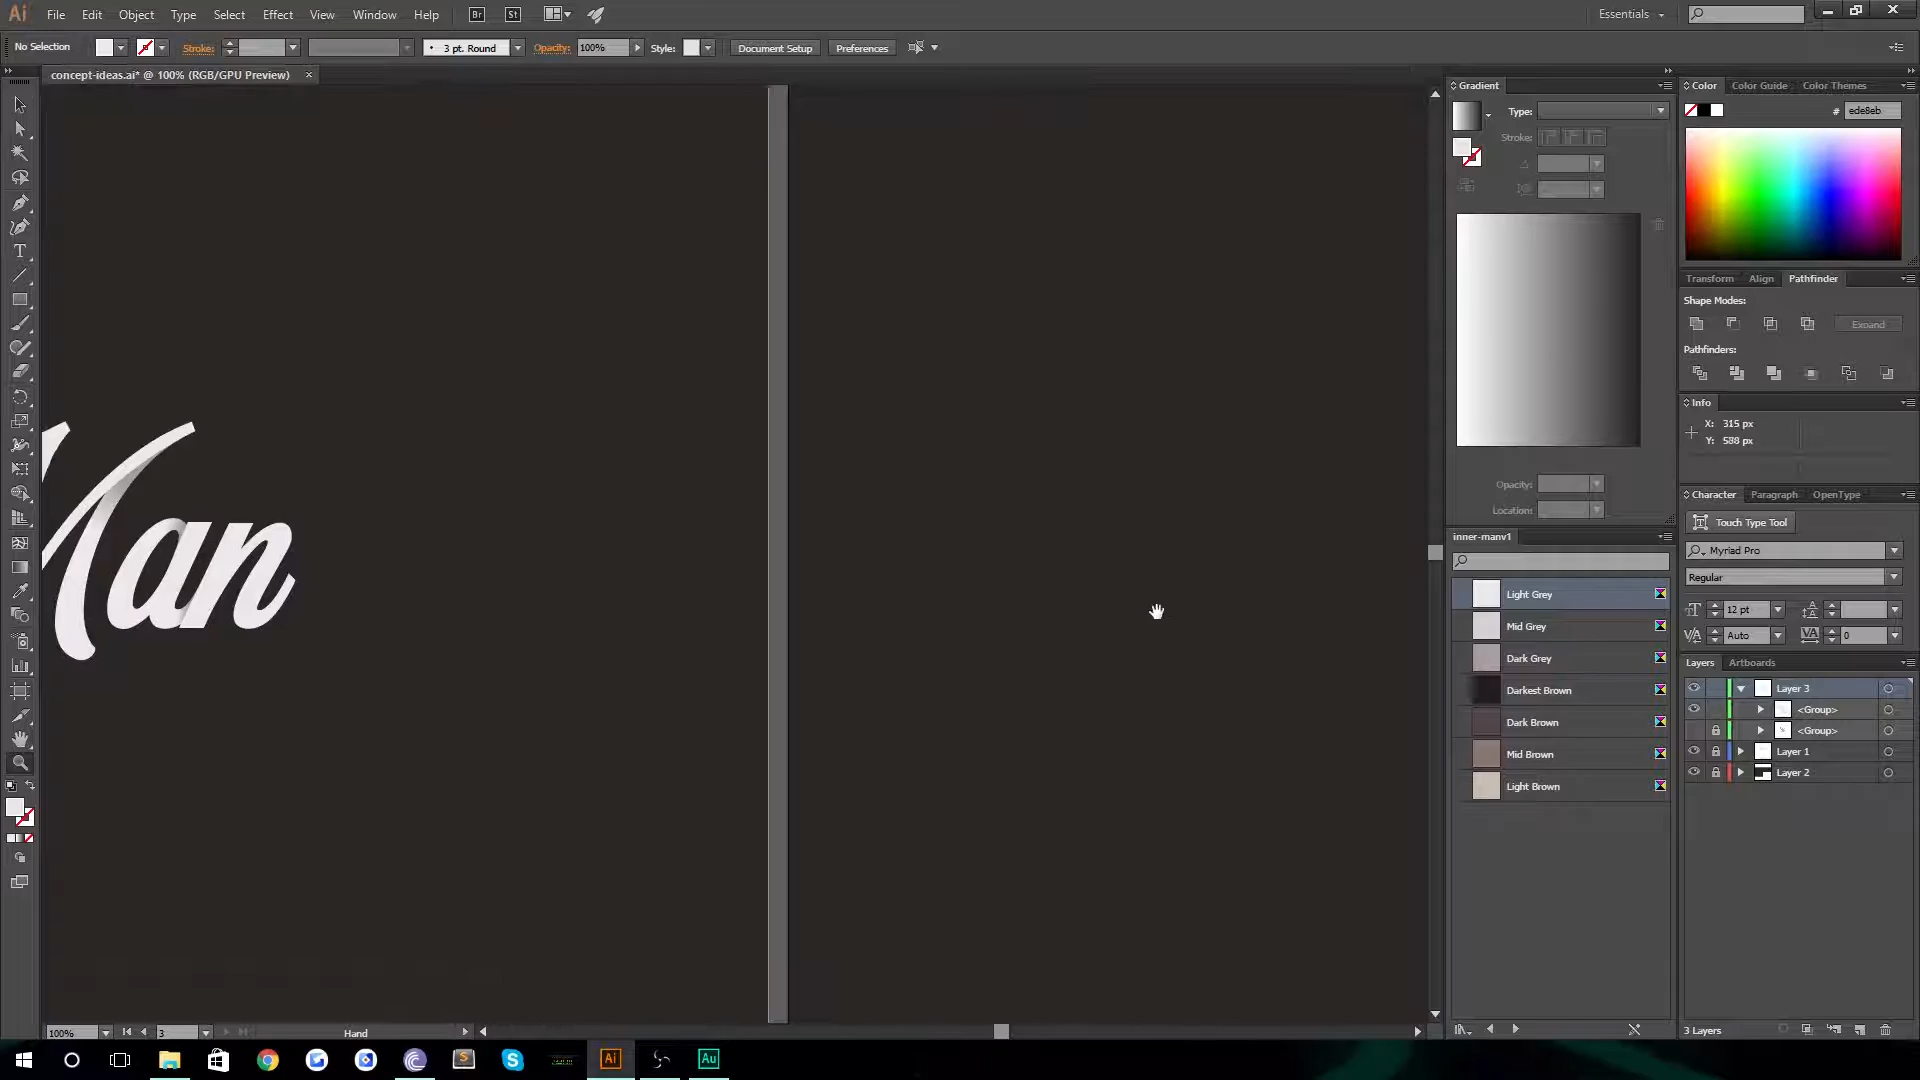 Ai File Edit Object Type Select Effect View Window Help Br St Essentials
No Selection Stroke: 3 pt. Round Opacity: 100% Style: Document Setup Preferences
concept-ideas.ai* @ 100% (RGB/GPU Preview) ×
Man
Gradient
Type:
Stroke:
Opacity:
Location:
inner-manv1
Light Grey
Mid Grey
Dark Grey
Darkest Brown
Dark Brown
Mid Brown
Light Brown
Color Color Guide Color Themes
# ede8eb
Transform Align Pathfinder
Shape Modes:
Expand
Pathfinders:
Info
X: 315 px
Y: 588 px
Character Paragraph OpenType
Touch Type Tool
Myriad Pro
Regular
12 pt
Auto 0
Layers Artboards
Layer 3
<Group>
<Group>
Layer 1
Layer 2
3 Layers
100% 3 Hand
Ai Au